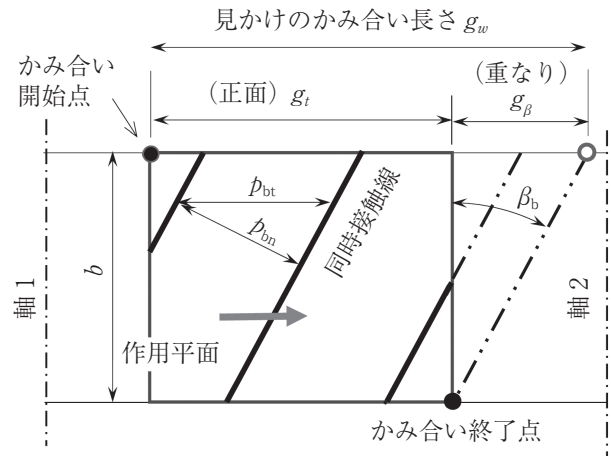 見かけのかみ合い長さ g_w
かみ合い
開始点
（正面）g_t
（重なり）
g_β
p_bt
p_bn
同時接触線
β_b
b
軸1
軸2
作用平面
かみ合い終了点